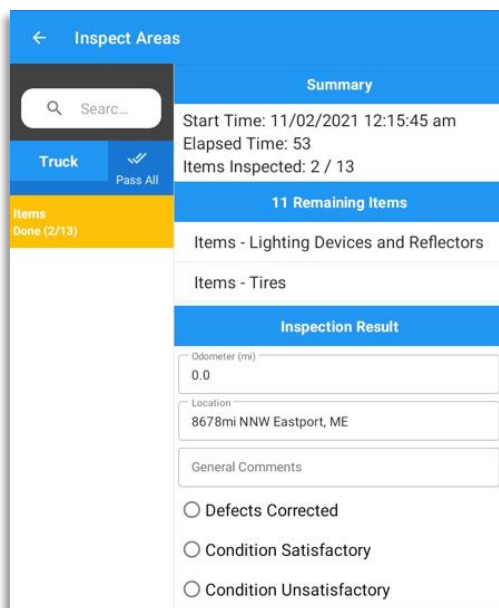 Inspect Areas
Searc...
Truck
Pass All
Items
Done (2/13)
Summary
Start Time: 11/02/2021 12:15:45 am
Elapsed Time: 53
Items Inspected: 2 / 13
11 Remaining Items
Items - Lighting Devices and Reflectors
Items - Tires
Inspection Result
Odometer (mi)
0.0
Location
8678mi NNW Eastport, ME
General Comments
Defects Corrected
Condition Satisfactory
Condition Unsatisfactory